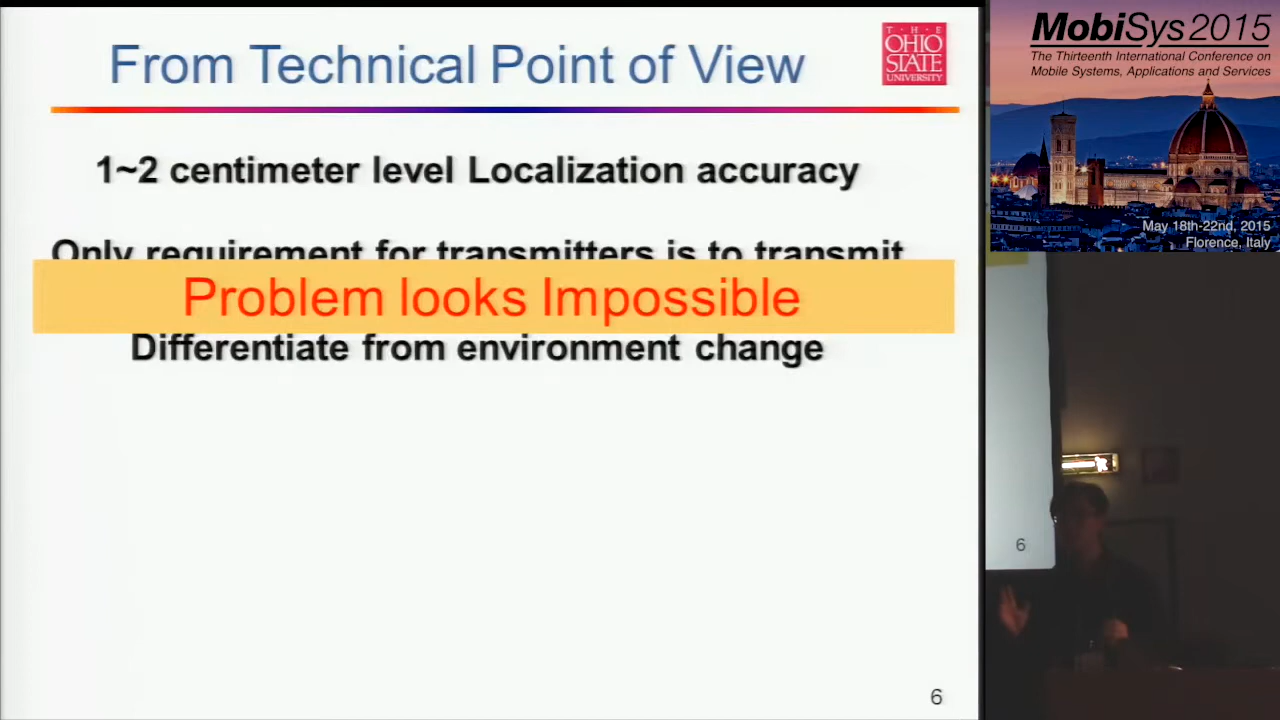 From Technical Point of View
T·H·E
OHIO
STATE
UNIVERSITY
1~2 centimeter level Localization accuracy
Only requirement for transmitters is to transmit
Problem looks Impossible
Differentiate from environment change
6
MobiSys 2015
The Thirteenth International Conference on
Mobile Systems, Applications and Services
May 18th-22nd, 2015
Florence, Italy
6